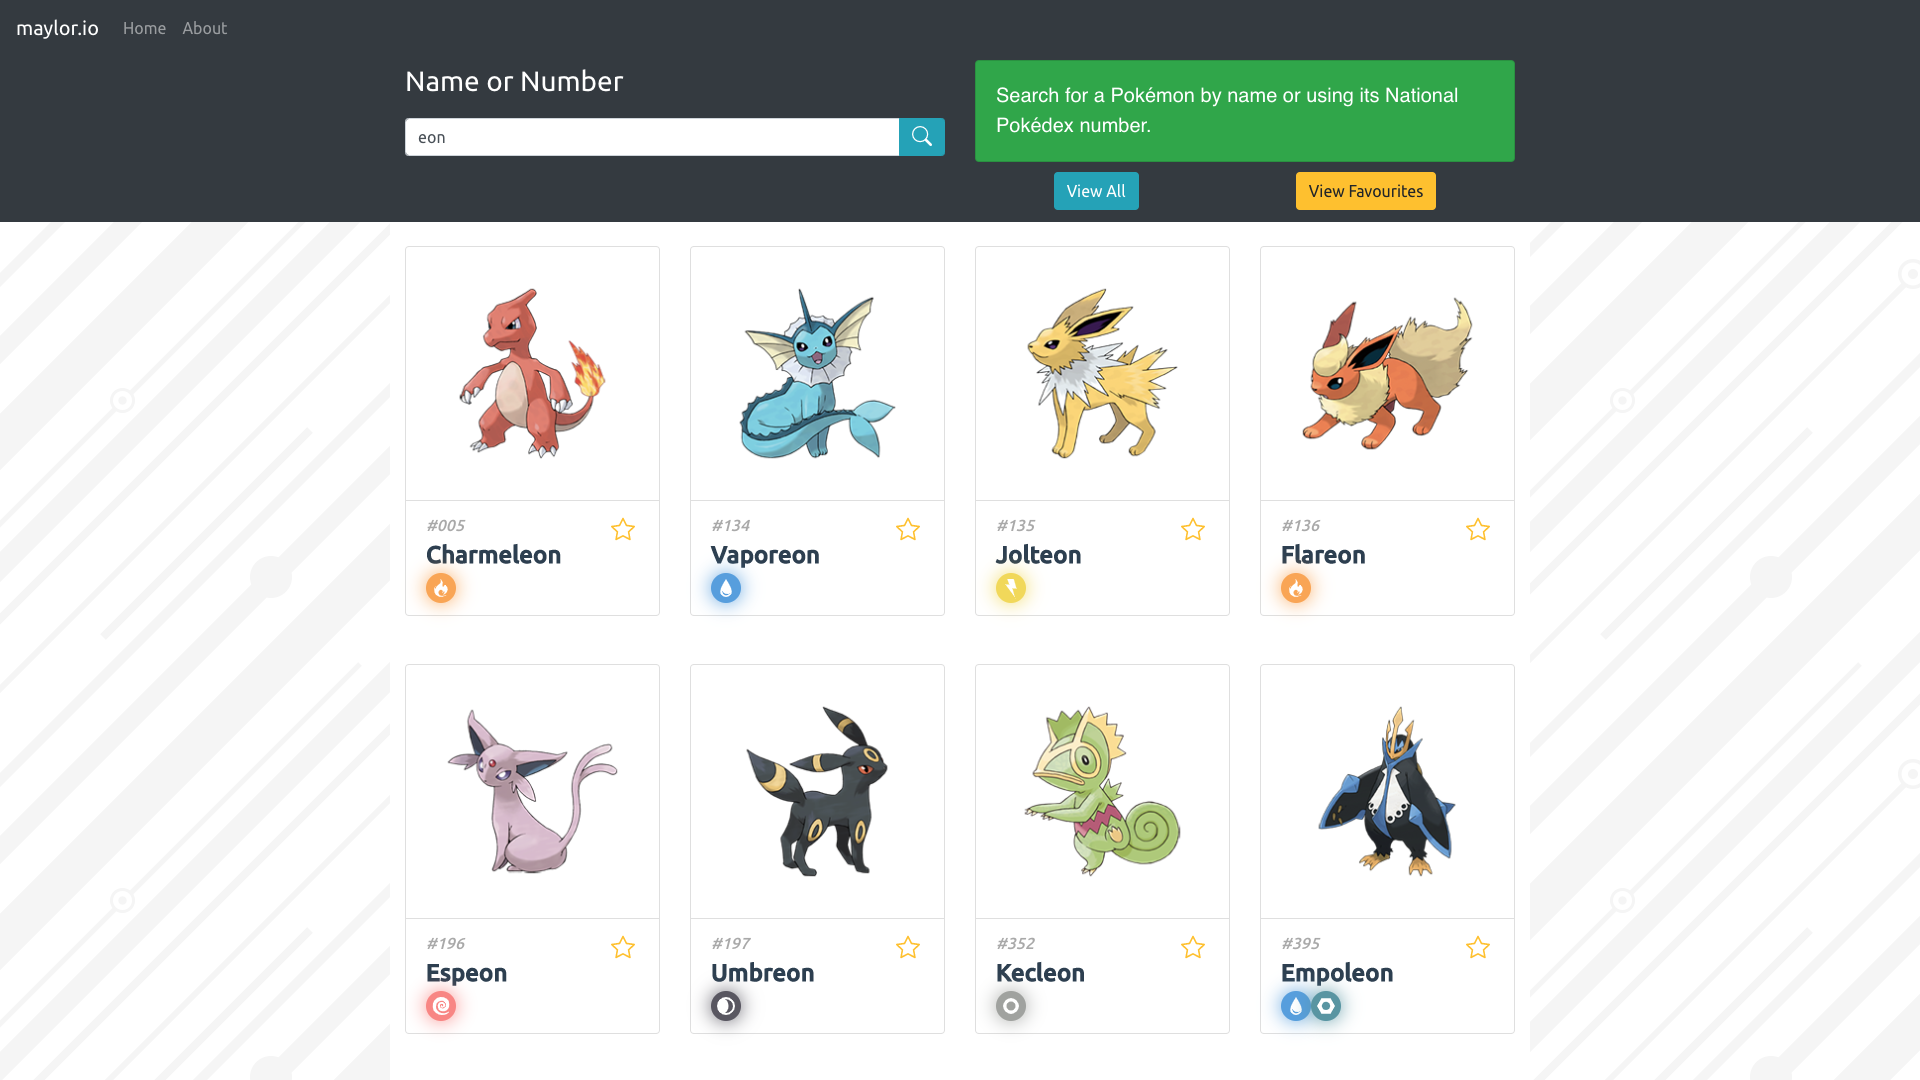 maylor.io Home About
Name or Number
eon
Search for a Pokémon by name or using its National
Pokédex number.
View All View Favourites
#005
Charmeleon
#134
Vaporeon
#135
Jolteon
#136
Flareon
#196
Espeon
#197
Umbreon
#352
Kecleon
#395
Empoleon